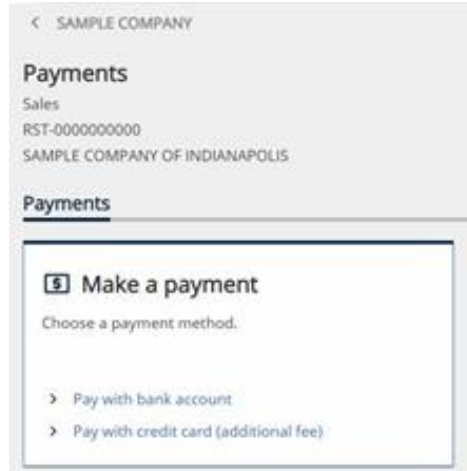 SAMPLE COMPANY
Payments
Sales
RST-0000000000
SAMPLE COMPANY OF INDIANAPOLIS
Payments
Make a payment
Choose a payment method.
Pay with bank account
Pay with credit card (additional fee)